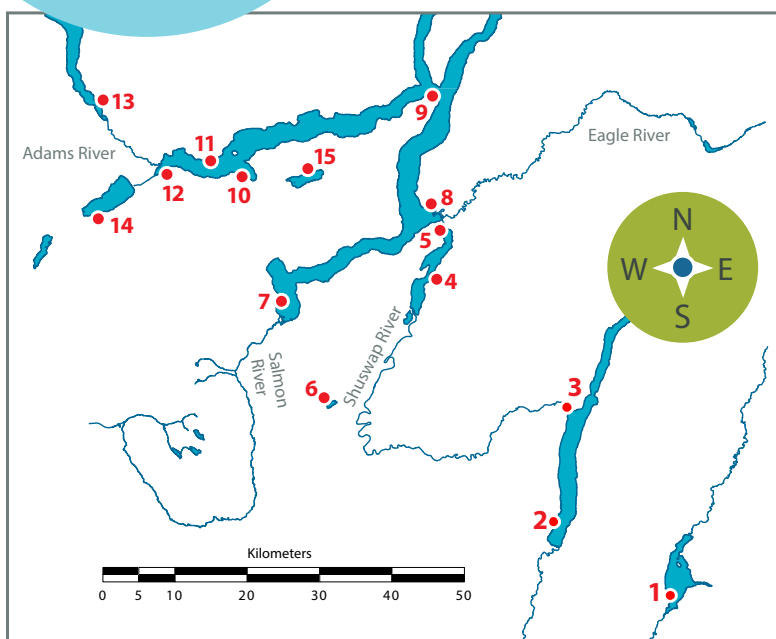 13
9
Eagle River
Adams River
11
15
12
10
14
8
5
N
W E
S
4
7
Salmon
River
Shuswap River
6
3
2
1
Kilometers
0 5 10 20 30 40 50